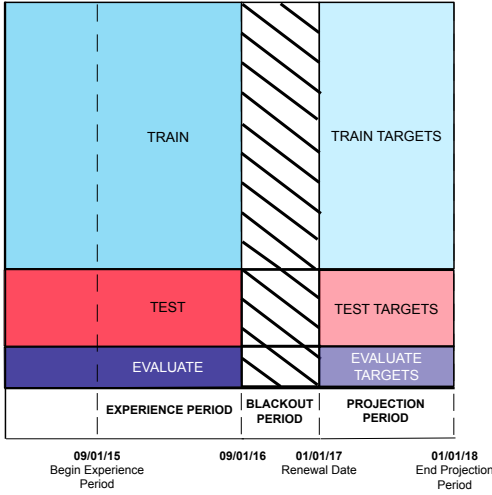 TRAIN
TRAIN TARGETS
TEST
TEST TARGETS
EVALUATE
EVALUATE
TARGETS
EXPERIENCE PERIOD
BLACKOUT
PERIOD
PROJECTION
PERIOD
09/01/15
Begin Experience
Period
09/01/16
01/01/17
Renewal Date
01/01/18
End Projection
Period